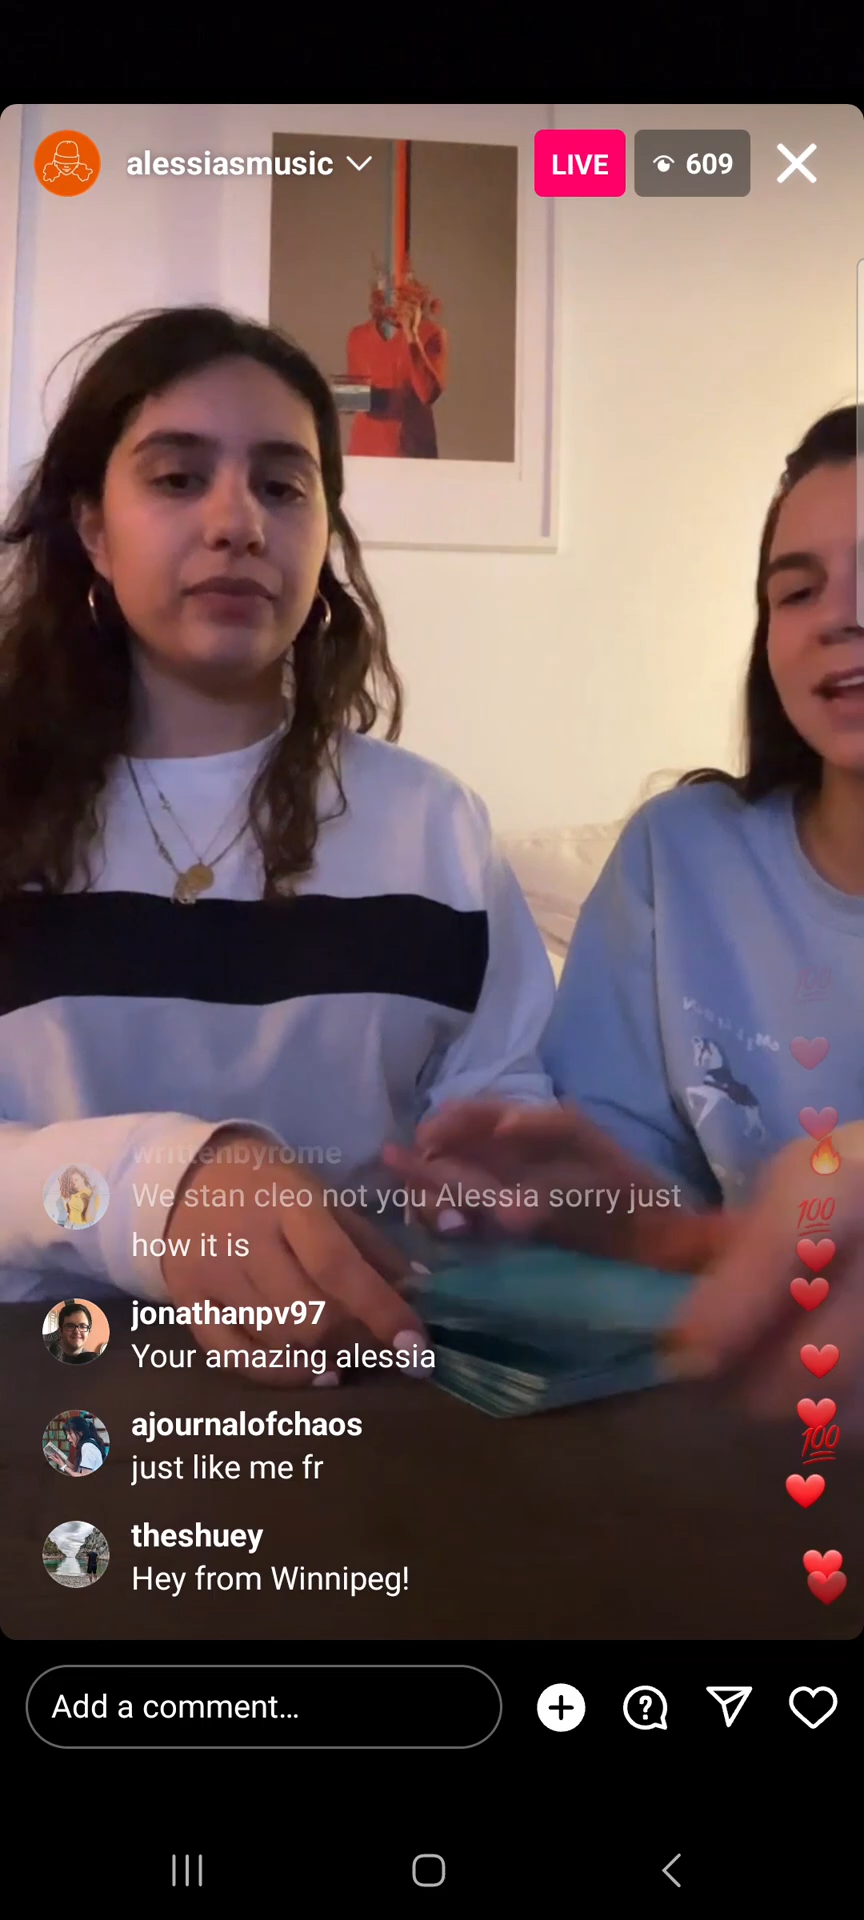 alessiasmusic
LIVE
609
writtenbyrome
We stan cleo not you Alessia sorry just
how it is
jonathanpv97
Your amazing alessia
ajournalofchaos
just like me fr
theshuey
Hey from Winnipeg!
Add a comment...